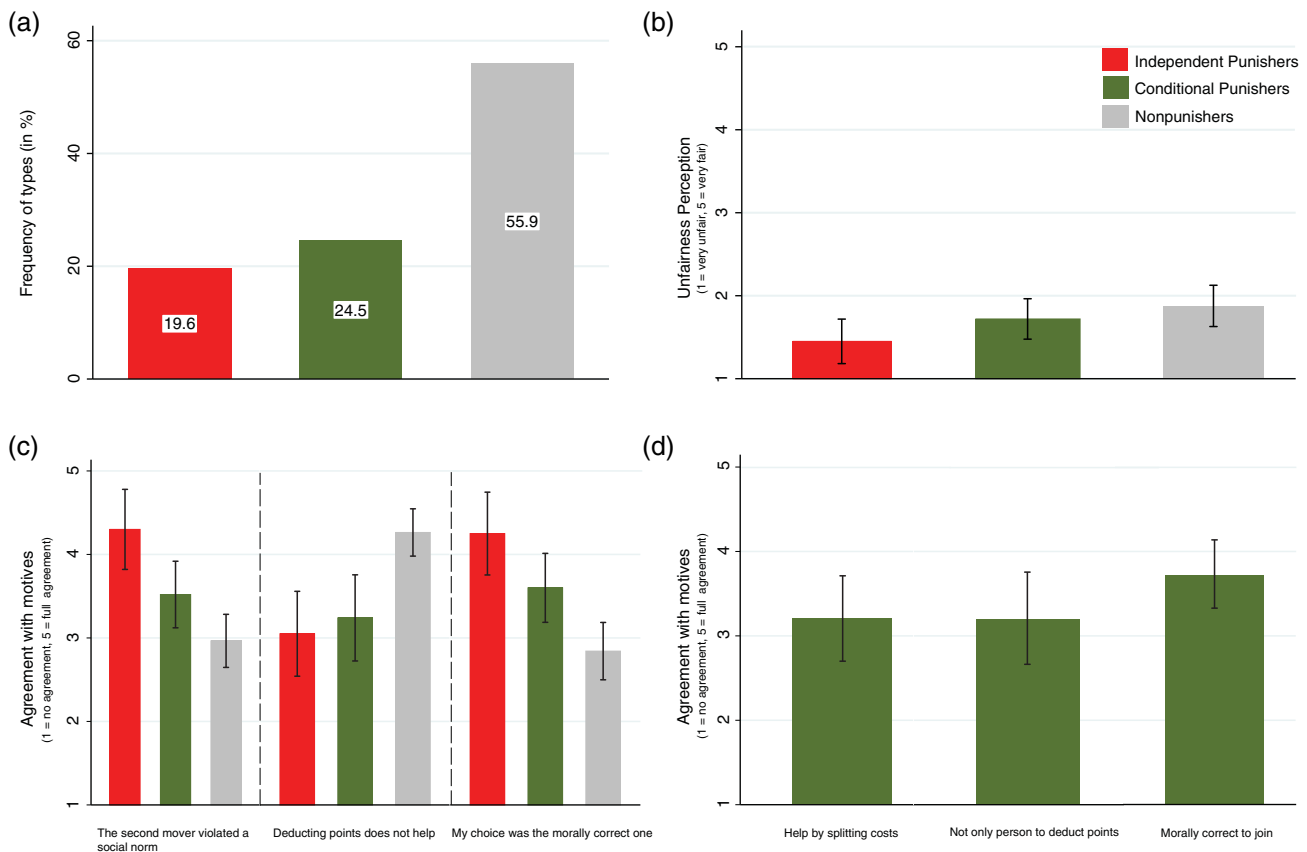 (a)
Frequency of types (in %)
60
40
20
0
19.6
24.5
55.9
(b)
Unfairness Perception
(1 = very unfair, 5 = very fair)
5
4
3
2
1
Independent Punishers
Conditional Punishers
Nonpunishers
(c)
Agreement with motives
(1 = no agreement, 5 = full agreement)
5
4
3
2
1
The second mover violated a
social norm
Deducting points does not help
My choice was the morally correct one
(d)
Agreement with motives
(1 = no agreement, 5 = full agreement)
5
4
3
2
1
Help by splitting costs
Not only person to deduct points
Morally correct to join